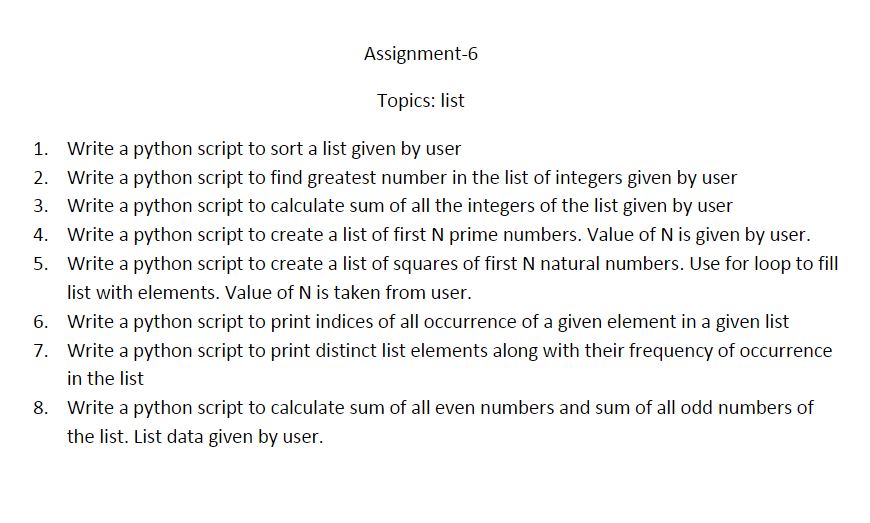 Assignment-6
Topics: list
1. Write a python script to sort a list given by user
2. Write a python script to find greatest number in the list of integers given by user
3. Write a python script to calculate sum of all the integers of the list given by user
4. Write a python script to create a list of first N prime numbers. Value of N is given by user.
5. Write a python script to create a list of squares of first N natural numbers. Use for loop to fill
list with elements. Value of N is taken from user.
6. Write a python script to print indices of all occurrence of a given element in a given list
7. Write a python script to print distinct list elements along with their frequency of occurrence
in the list
8. Write a python script to calculate sum of all even numbers and sum of all odd numbers of
the list. List data given by user.